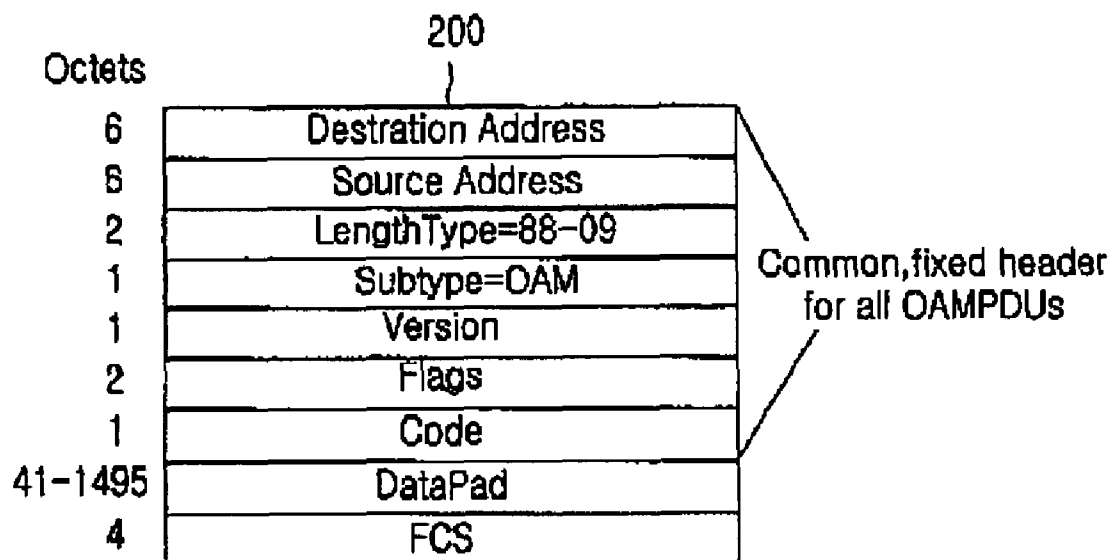 200
Octets
6 Destration Address
6 Source Address
2 LengthType=88-09
1 Subtype=OAM
1 Version
2 Flags
1 Code
41-1495 DataPad
4 FCS
Common,fixed header
for all OAMPDUs